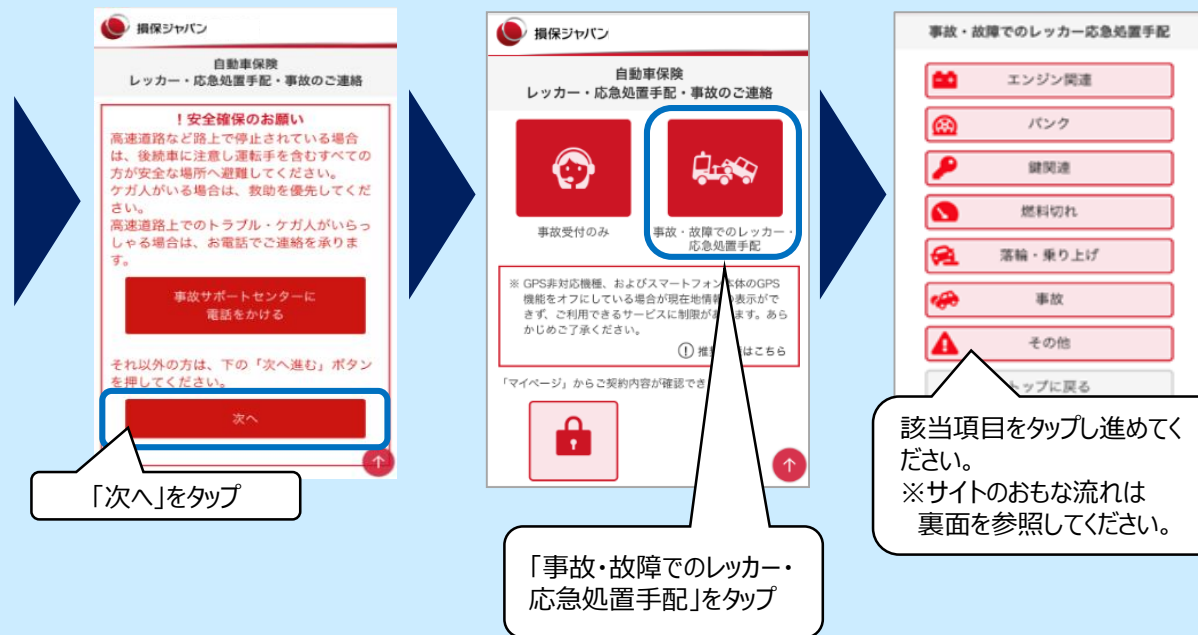 損保ジャパン
自動車保険
レッカー・応急処置手配・事故のご連絡
！安全確保のお願い
高速道路など路上で停止されている場合
は、後続車に注意し運転手を含むすべての
方が安全な場所へ避難してください。
ケガ人がいる場合は、救助を優先してくだ
さい。
高速道路上でのトラブル・ケガ人がいらっ
しゃる場合は、お電話でご連絡を承りま
す。
事故サポートセンターに
電話をかける
それ以外の方は、下の「次へ進む」ボタン
を押してください。
次へ
「次へ」をタップ
損保ジャパン
自動車保険
レッカー・応急処置手配・事故のご連絡
事故受付のみ
事故・故障でのレッカー・
応急処置手配
※ GPS非対応機種、およびスマートフォン本体のGPS
機能をオフにしている場合が現在地情報の表示がで
きず、ご利用できるサービスに制限があります。あら
かじめご了承ください。
はこちら
「マイページ」からご契約内容が確認でき
「事故・故障でのレッカー・
応急処置手配」をタップ
事故・故障でのレッカー応急処置手配
エンジン関連
パンク
鍵関連
燃料切れ
落輪・乗り上げ
事故
その他
トップに戻る
該当項目をタップし進めてく
ださい。
※サイトのおもな流れは
裏面を参照してください。